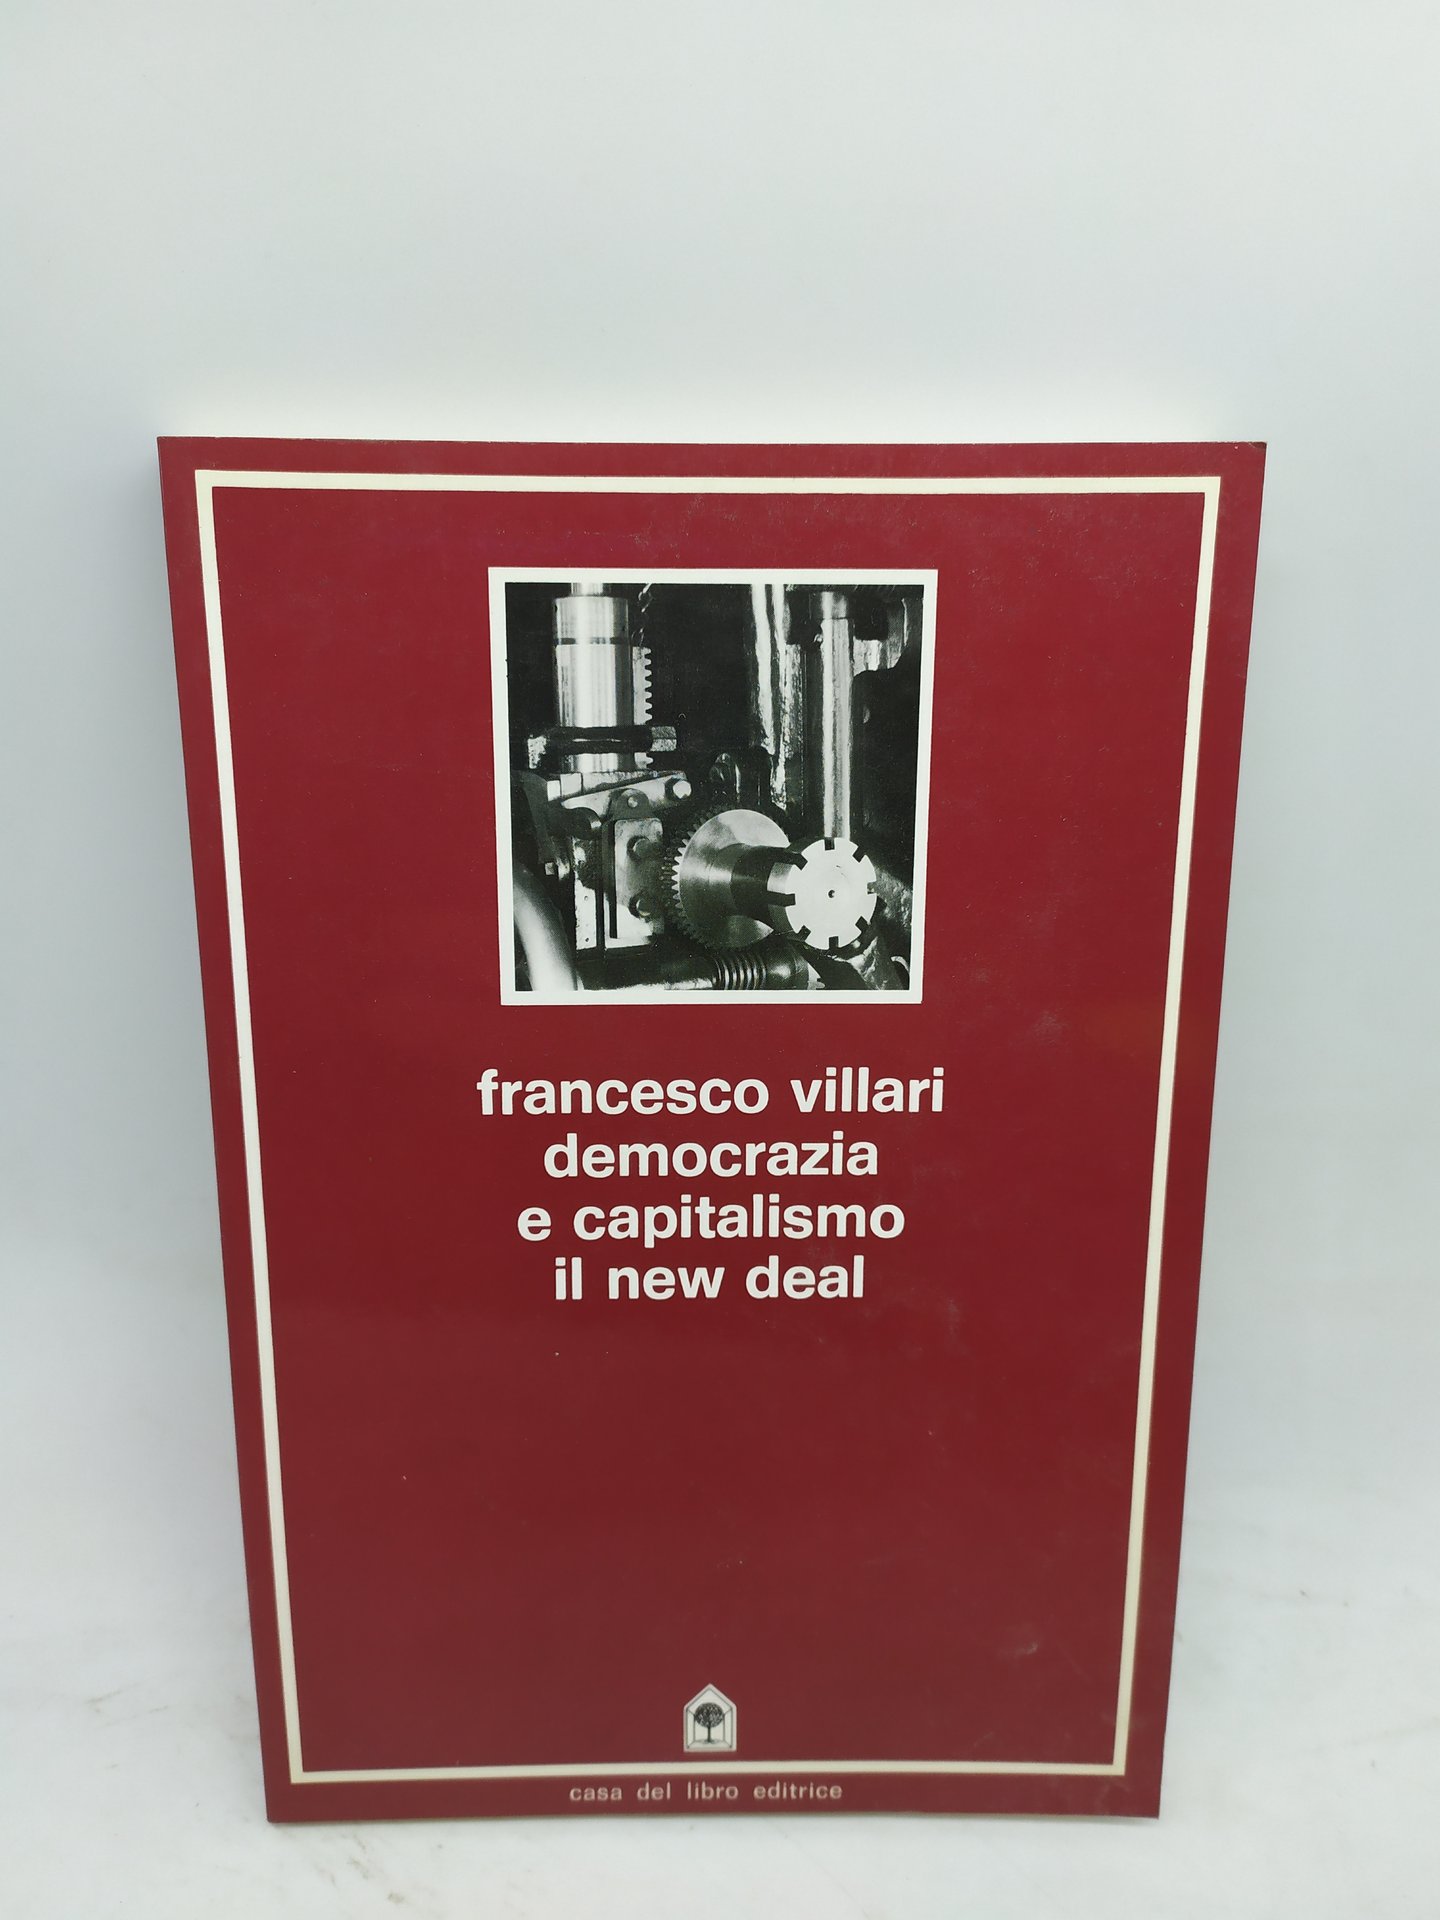 francesco villari
democrazia
e capitalismo
il new deal
casa del libro editrice